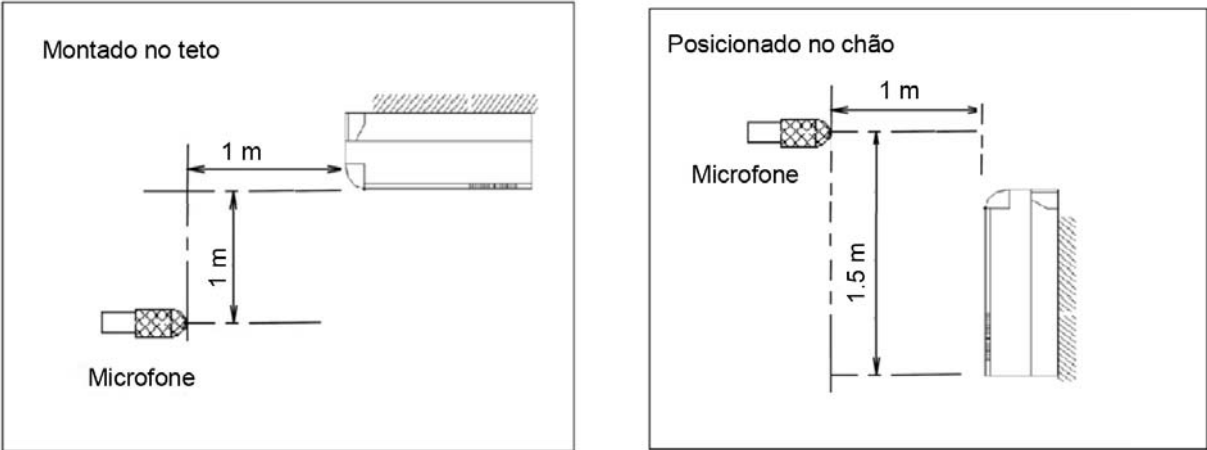 Montado no teto
1 m
1 m
Microfone
Posicionado no chão
1 m
Microfone
1.5 m